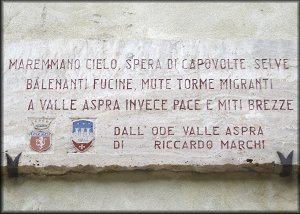 MAREMMANO CIELO, SPERA DI CAPOVOLTE SELVE
BALENANTI FUCINE, MUTE TORME MIGRANTI
A VALLE ASPRA INVECE PACE E MITI BREZZE
DALL' ODE VALLE ASPRA
DI RICCARDO MARCHI